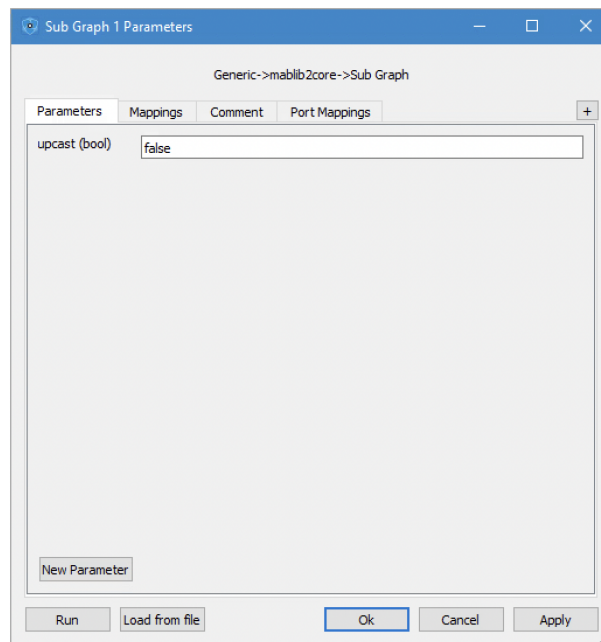 Sub Graph 1 Parameters
Generic->mablib2core->Sub Graph
Parameters Mappings Comment Port Mappings +
upcast (bool) false
New Parameter
Run Load from file Ok Cancel Apply